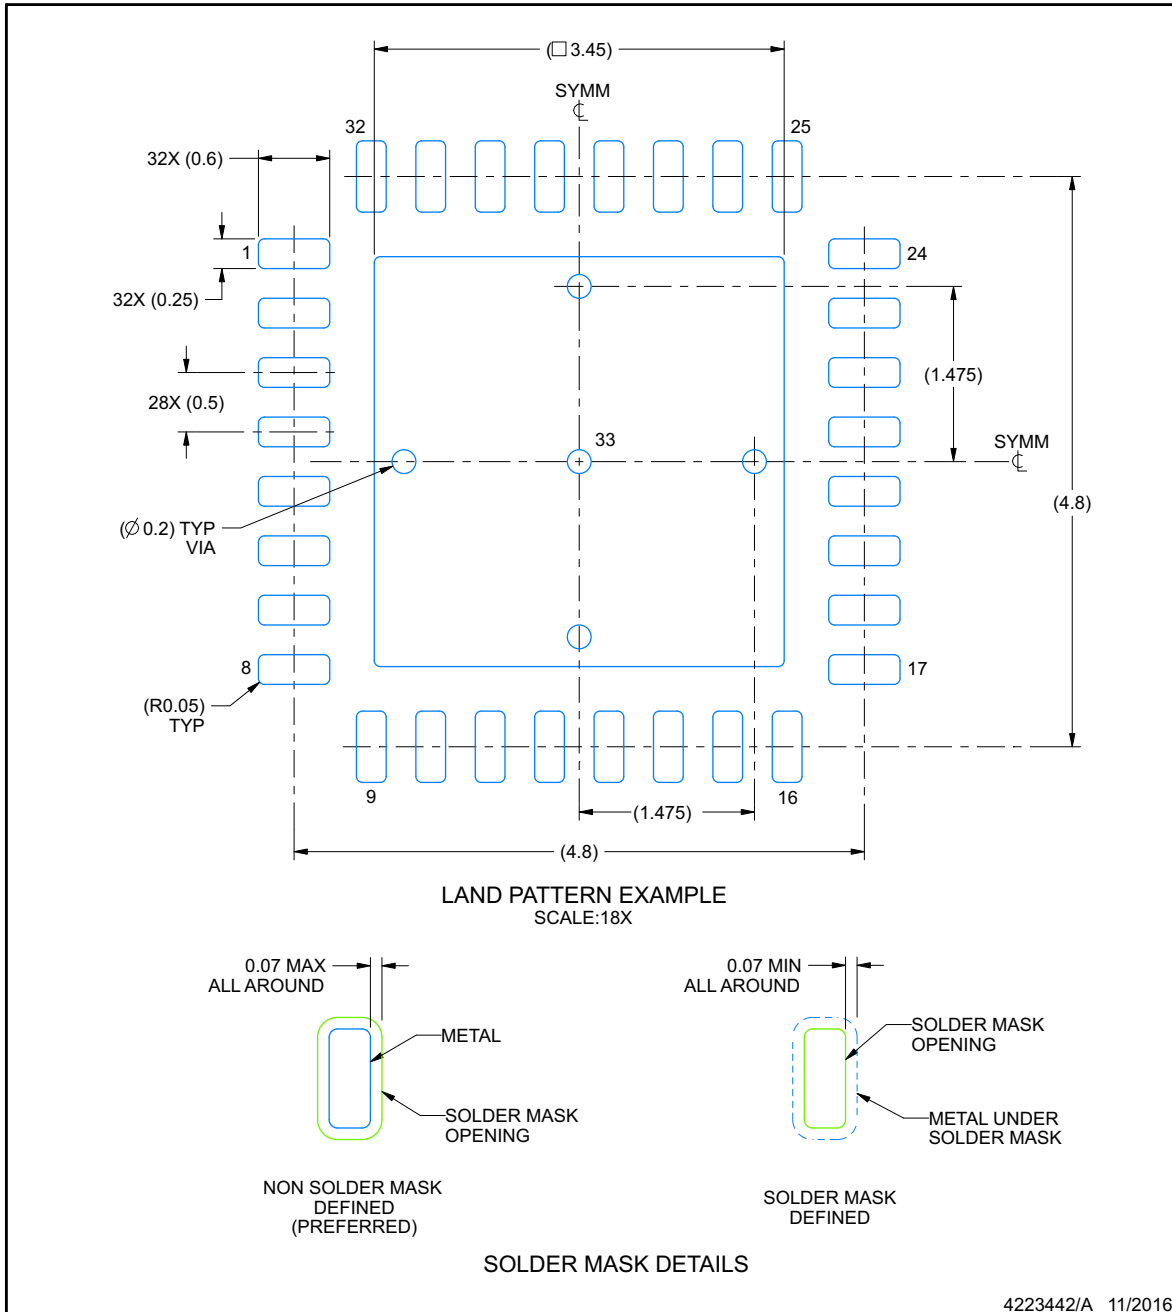 (□ 3.45)
SYMM
℄
32
25
32X (0.6)
1
24
32X (0.25)
(1.475)
28X (0.5)
33
SYMM
℄
(4.8)
(Ø 0.2) TYP
VIA
8
17
(R0.05)
TYP
9
16
(1.475)
(4.8)
LAND PATTERN EXAMPLE
SCALE:18X
0.07 MAX
ALL AROUND
METAL
SOLDER MASK
OPENING
NON SOLDER MASK
DEFINED
(PREFERRED)
0.07 MIN
ALL AROUND
SOLDER MASK
OPENING
METAL UNDER
SOLDER MASK
SOLDER MASK
DEFINED
SOLDER MASK DETAILS
4223442/A 11/2016